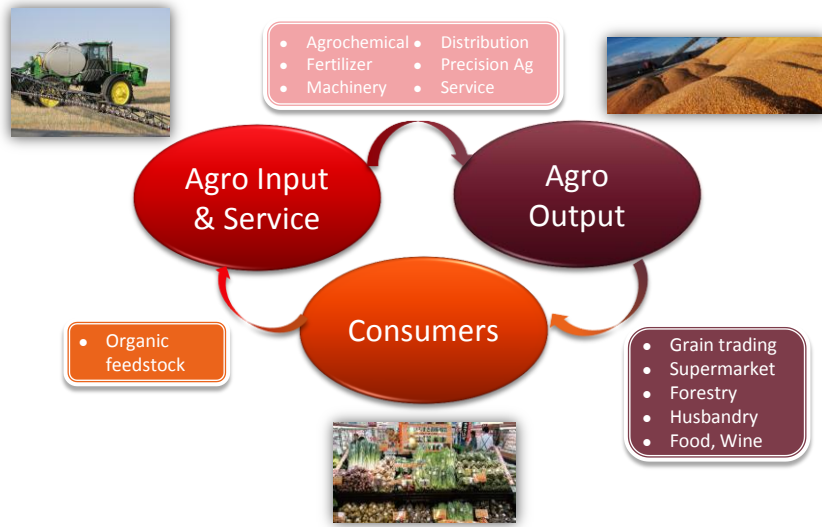 • Agrochemical • Distribution
• Fertilizer • Precision Ag
• Machinery • Service
Agro Input
& Service
Agro
Output
Consumers
• Organic
feedstock
• Grain trading
• Supermarket
• Forestry
• Husbandry
• Food, Wine